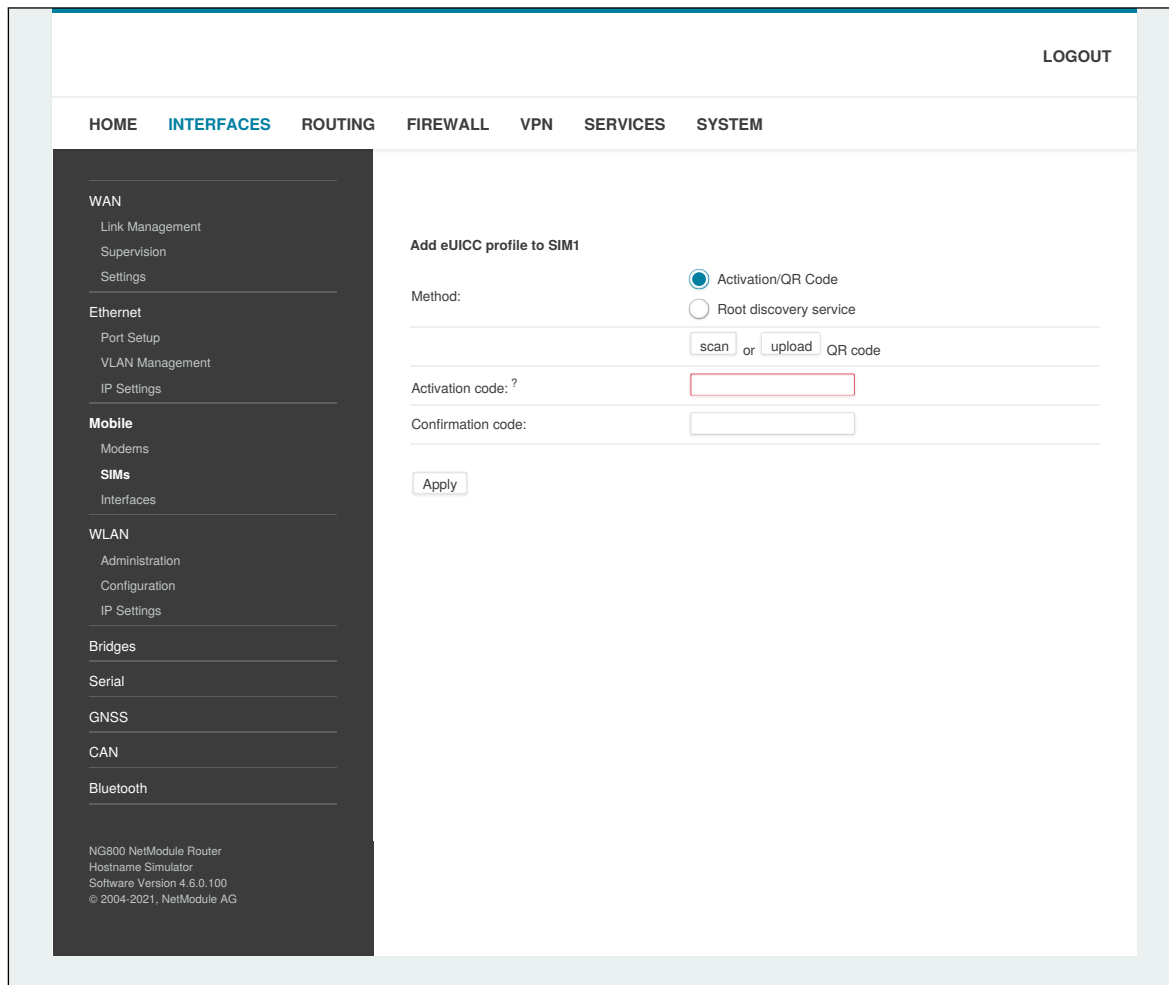 LOGOUT
HOME INTERFACES ROUTING FIREWALL VPN SERVICES SYSTEM
WAN
Link Management
Supervision
Settings
Ethernet
Port Setup
VLAN Management
IP Settings
Mobile
Modems
SIMs
Interfaces
WLAN
Administration
Configuration
IP Settings
Bridges
Serial
GNSS
CAN
Bluetooth
NG800 NetModule Router
Hostname Simulator
Software Version 4.6.0.100
© 2004-2021, NetModule AG
Add eUICC profile to SIM1
Method:
Activation/QR Code
Root discovery service
scan or upload QR code
Activation code: ?
Confirmation code:
Apply